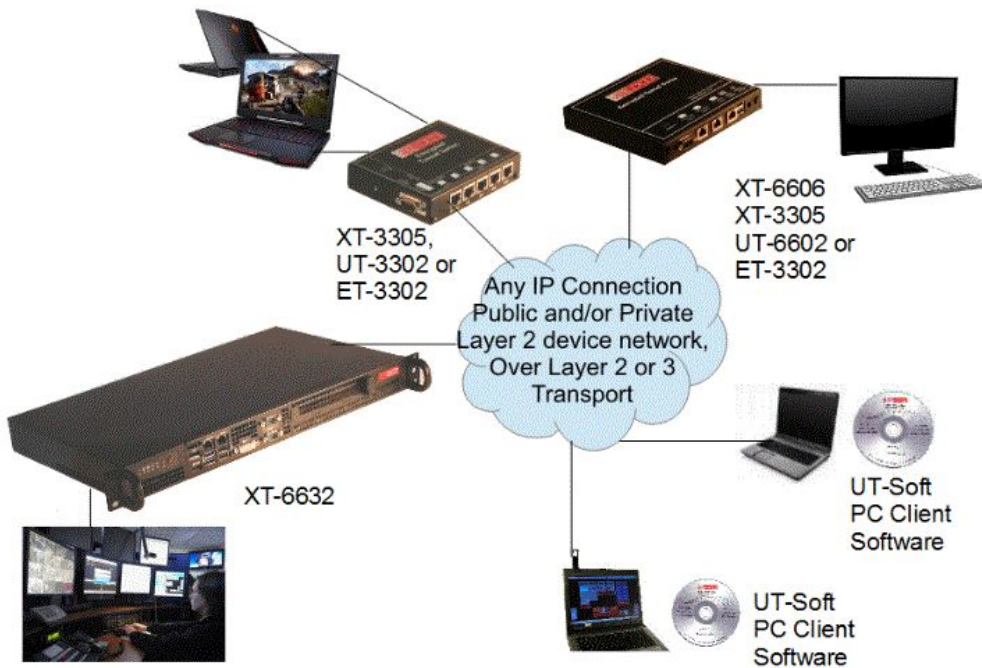 XT-3305,
UT-3302 or
ET-3302
XT-6606
XT-3305
UT-6602 or
ET-3302
Any IP Connection
Public and/or Private
Layer 2 device network,
Over Layer 2 or 3
Transport
XT-6632
UT-Soft
PC Client
Software
UT-Soft
PC Client
Software